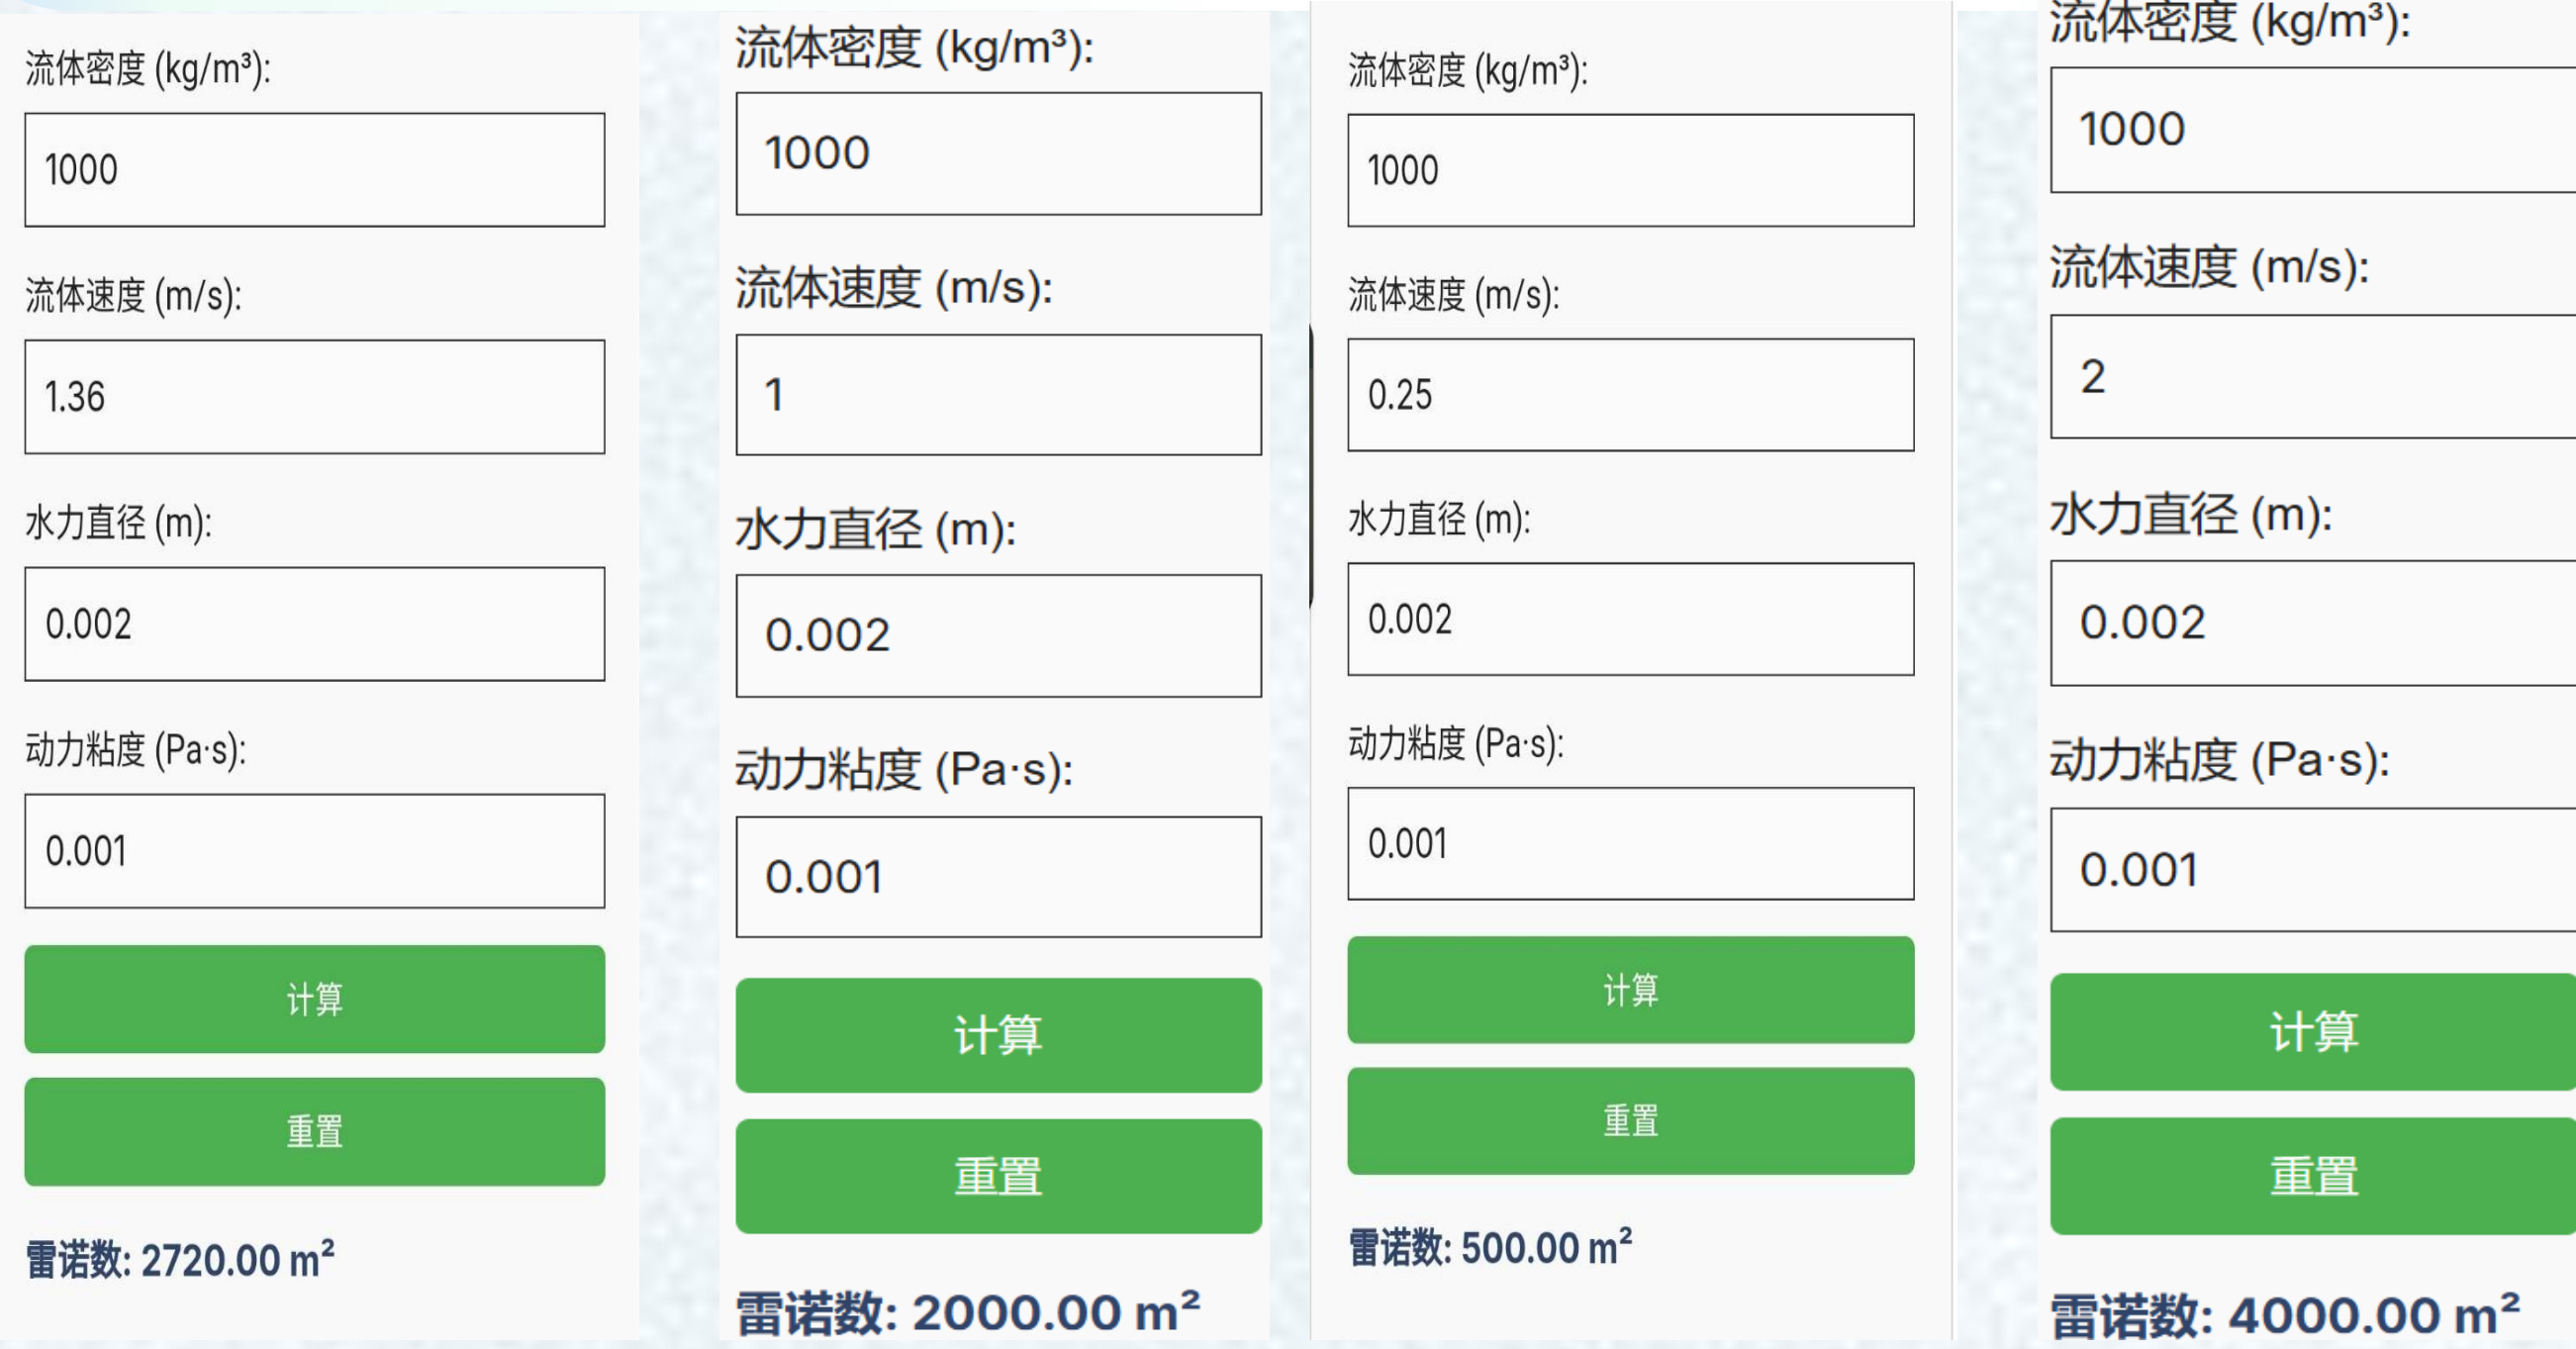 流体密度 (kg/m³):
1000
流体速度 (m/s):
1.36
水力直径 (m):
0.002
动力粘度 (Pa·s):
0.001
计算
重置
雷诺数: 2720.00 m²
流体密度 (kg/m³):
1000
流体速度 (m/s):
1
水力直径 (m):
0.002
动力粘度 (Pa·s):
0.001
计算
重置
雷诺数: 2000.00 m²
流体密度 (kg/m³):
1000
流体速度 (m/s):
0.25
水力直径 (m):
0.002
动力粘度 (Pa·s):
0.001
计算
重置
雷诺数: 500.00 m²
流体密度 (kg/m³):
1000
流体速度 (m/s):
2
水力直径 (m):
0.002
动力粘度 (Pa·s):
0.001
计算
重置
雷诺数: 4000.00 m²